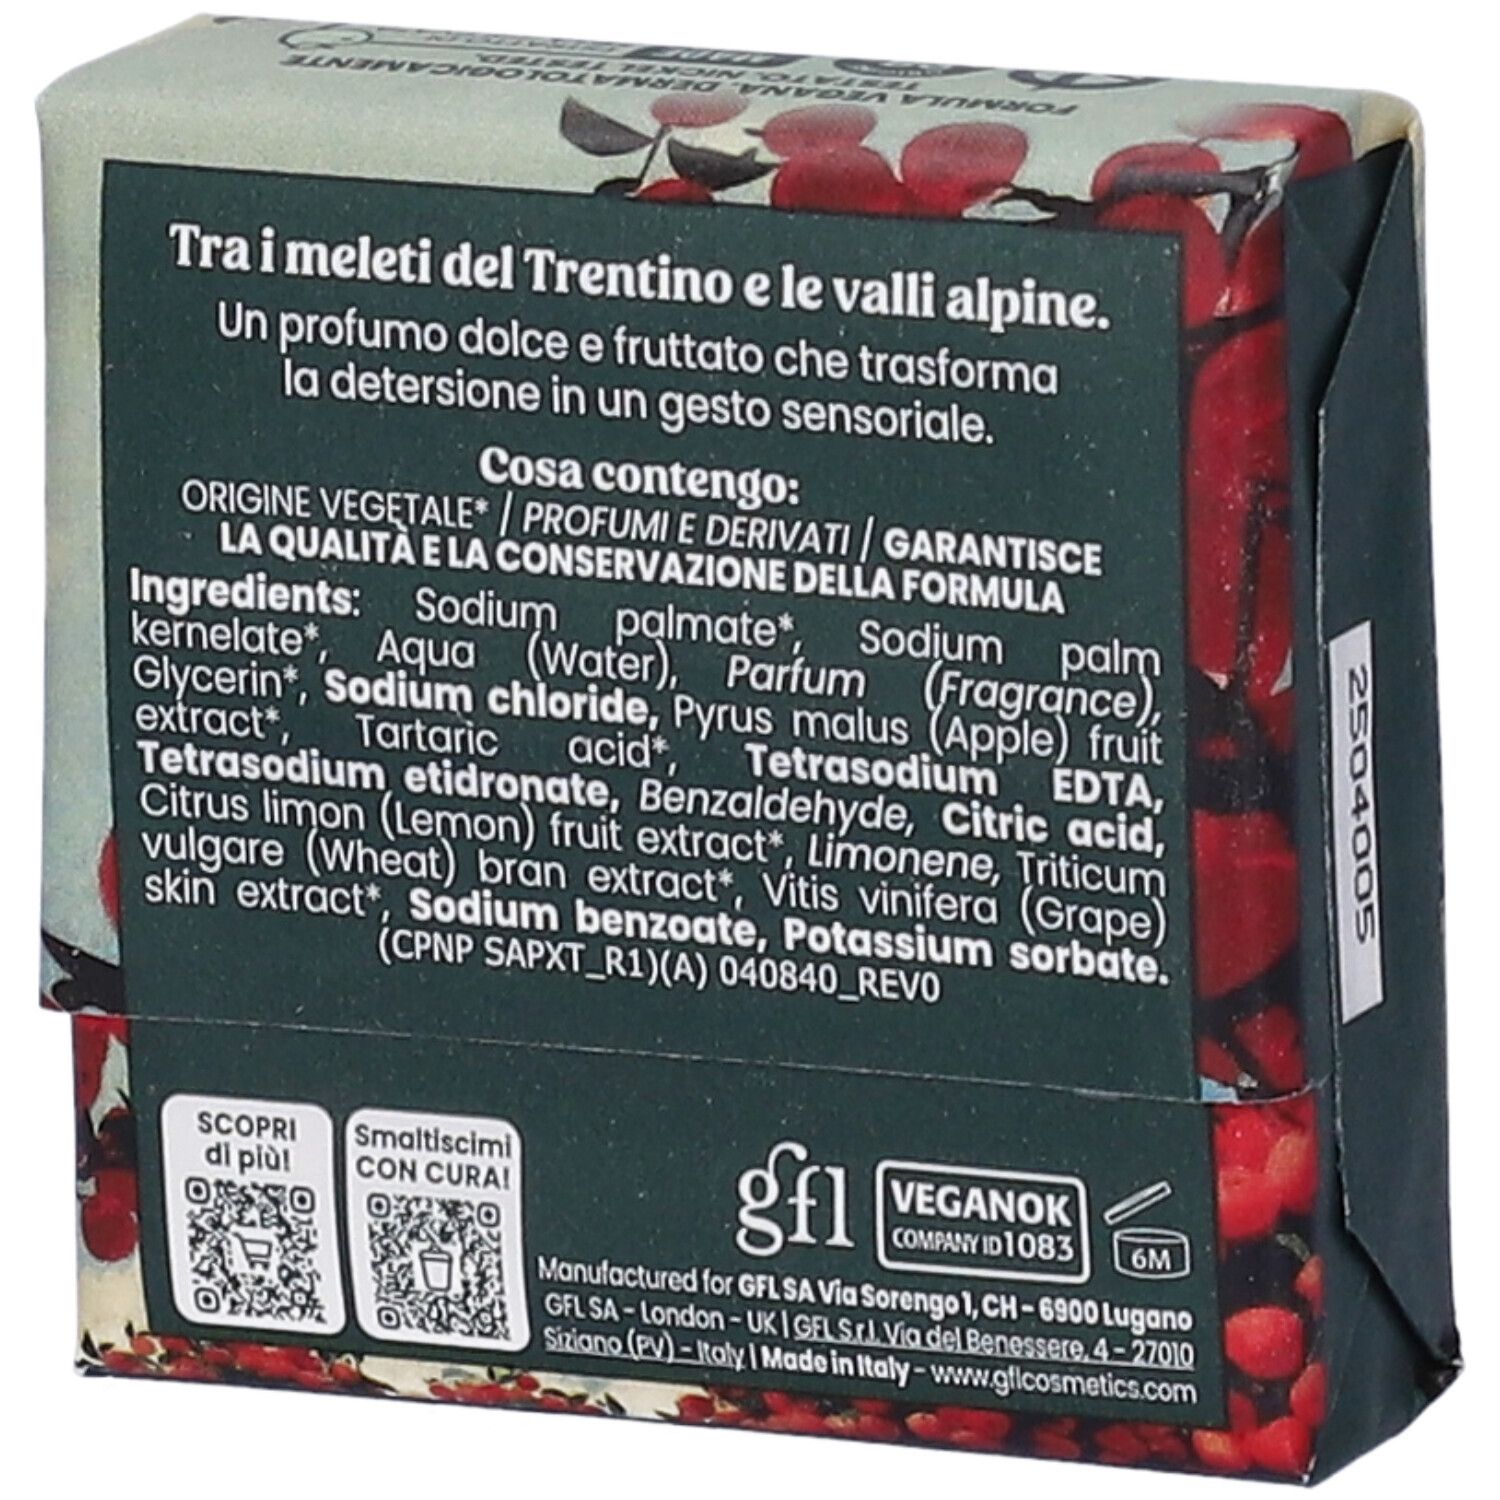 FORMULA VEGANA. DERMATOLOGICAMENTE
TESTATO. NICKEL TESTED.
MADE
Tra i meleti del Trentino e le valli alpine.
Un profumo dolce e fruttato che trasforma
la detersione in un gesto sensoriale.
Cosa contengo:
ORIGINE VEGETALE* / PROFUMI E DERIVATI / GARANTISCE
LA QUALITÀ E LA CONSERVAZIONE DELLA FORMULA
Ingredients: Sodium palmate*, Sodium palm
kernelate*, Aqua (Water), Parfum (Fragrance),
Glycerin*, Sodium chloride, Pyrus malus (Apple) fruit
extract*, Tartaric acid*, Tetrasodium EDTA,
Tetrasodium etidronate, Benzaldehyde, Citric acid,
Citrus limon (Lemon) fruit extract*, Limonene, Triticum
vulgare (Wheat) bran extract*, Vitis vinifera (Grape)
skin extract*, Sodium benzoate, Potassium sorbate.
(CPNP SAPXT_R1)(A) 040840_REV0
2504005
SCOPRI
di più!
Smaltiscimi
CON CURA!
gfl
VEGANOK
COMPANY ID 1083
6M
Manufactured for GFL SA Via Sorengo 1, CH - 6900 Lugano
GFL SA - London - UK | GFL S.r.l. Via del Benessere, 4 - 27010
Siziano (PV) - Italy | Made in Italy - www.gflcosmetics.com